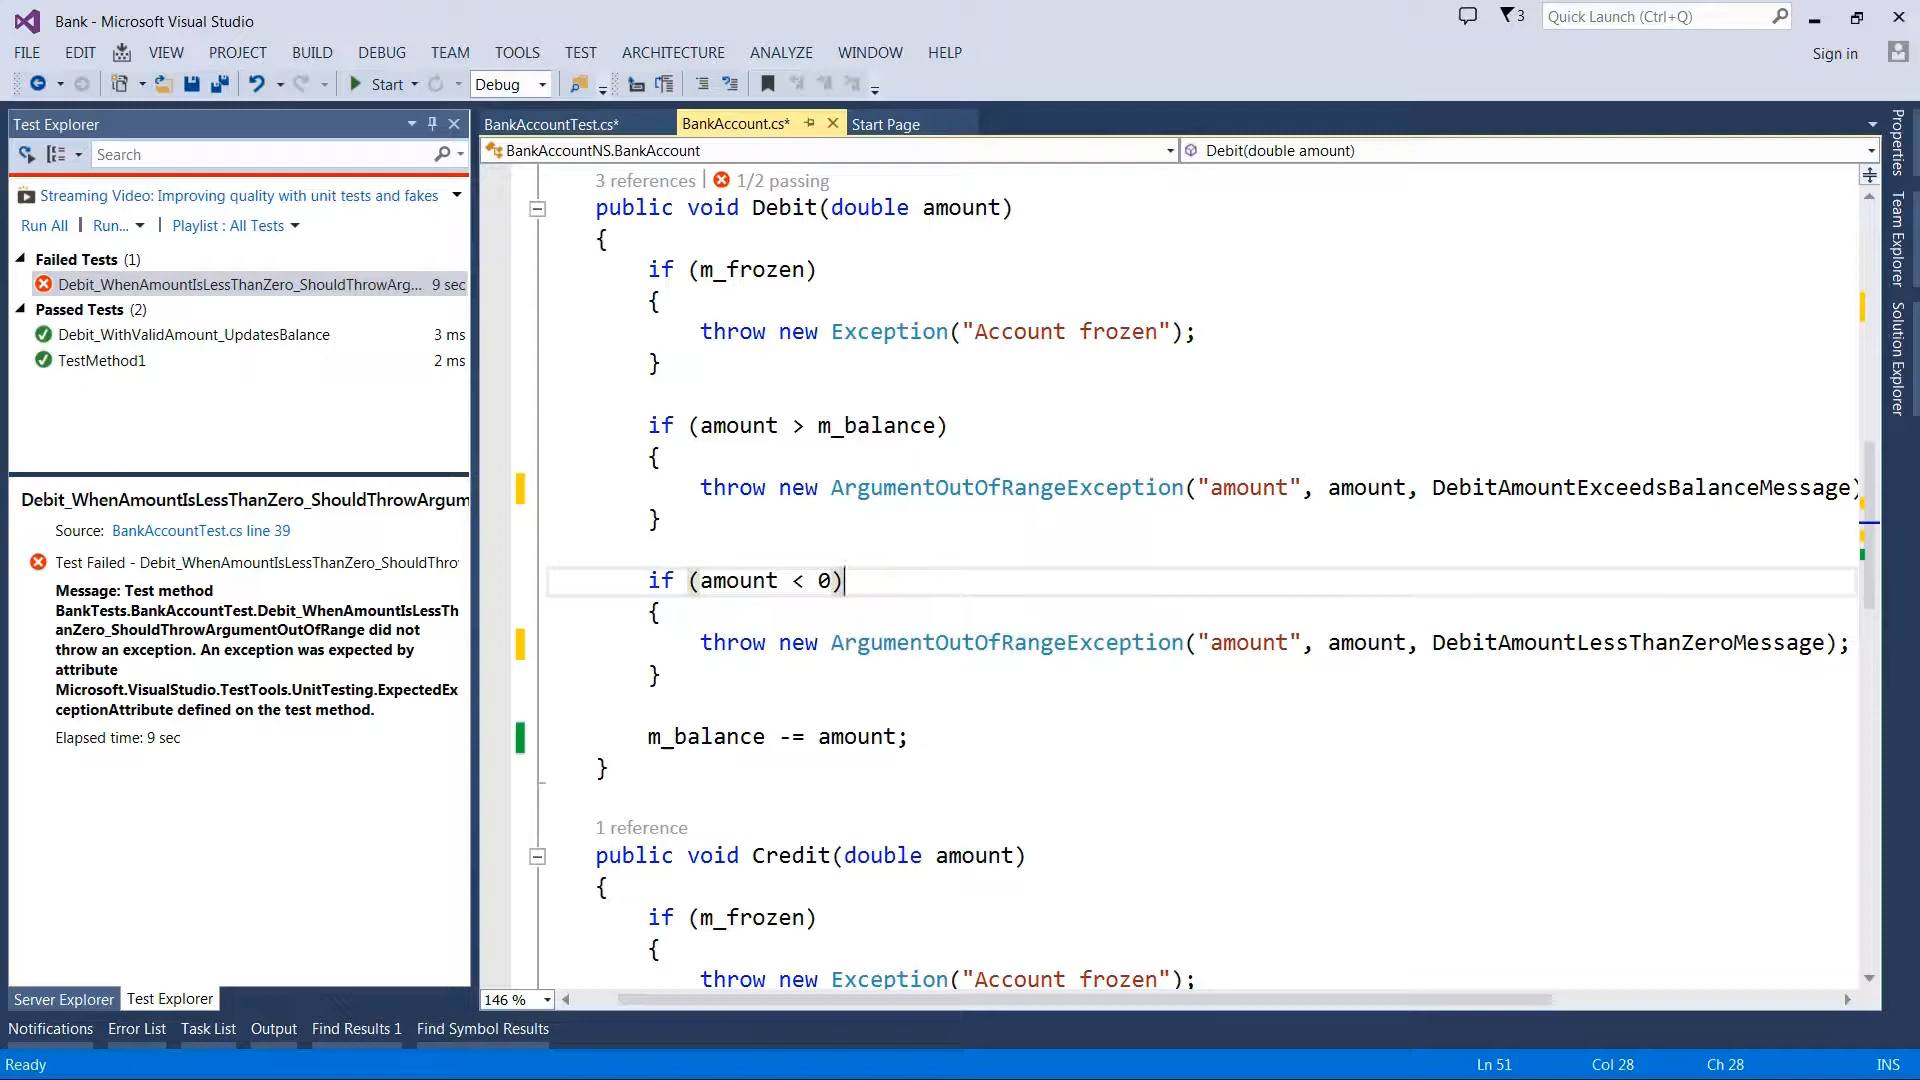 Bank - Microsoft Visual Studio
3
Quick Launch (Ctrl+Q)
FILE EDIT VIEW PROJECT BUILD DEBUG TEAM TOOLS TEST ARCHITECTURE ANALYZE WINDOW HELP
Sign in
Start
Debug
Test Explorer
Search
Streaming Video: Improving quality with unit tests and fakes
Run All | Run... | Playlist : All Tests
Failed Tests (1)
Debit_WhenAmountIsLessThanZero_ShouldThrowArg... 9 sec
Passed Tests (2)
Debit_WithValidAmount_UpdatesBalance 3 ms
TestMethod1 2 ms
Debit_WhenAmountIsLessThanZero_ShouldThrowArgum
Source: BankAccountTest.cs line 39
Test Failed - Debit_WhenAmountIsLessThanZero_ShouldThro
Message: Test method
BankTests.BankAccountTest.Debit_WhenAmountIsLessTh
anZero_ShouldThrowArgumentOutOfRange did not
throw an exception. An exception was expected by
attribute
Microsoft.VisualStudio.TestTools.UnitTesting.ExpectedEx
ceptionAttribute defined on the test method.
Elapsed time: 9 sec
Server Explorer Test Explorer
BankAccountTest.cs* BankAccount.cs* Start Page
BankAccountNS.BankAccount
Debit(double amount)
3 references | 1/2 passing
public void Debit(double amount)
{
if (m_frozen)
{
throw new Exception("Account frozen");
}
if (amount > m_balance)
{
throw new ArgumentOutOfRangeException("amount", amount, DebitAmountExceedsBalanceMessage)
}
if (amount < 0)
{
throw new ArgumentOutOfRangeException("amount", amount, DebitAmountLessThanZeroMessage);
}
m_balance -= amount;
}
1 reference
public void Credit(double amount)
{
if (m_frozen)
{
throw new Exception("Account frozen");
146 %
Properties
Team Explorer
Solution Explorer
Notifications Error List Task List Output Find Results 1 Find Symbol Results
Ready
Ln 51 Col 28 Ch 28 INS